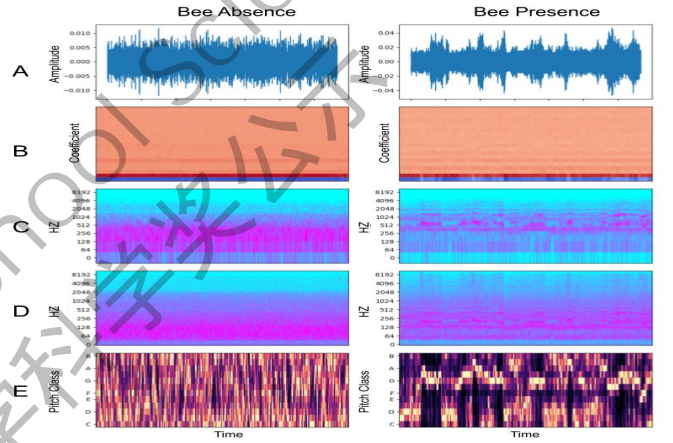 Bee Absence
Bee Presence
A
Amplitude
0.010
0.005
0.000
−0.005
−0.010
Amplitude
0.04
0.02
0.00
−0.02
−0.04
B
Coefficient
Coefficient
C
HZ
8192
4096
2048
1024
512
256
128
64
0
HZ
8192
4096
2048
1024
512
256
128
64
0
D
HZ
8192
4096
2048
1024
512
256
128
64
0
HZ
8192
4096
2048
1024
512
256
128
64
0
E
Pitch Class
B
A
G
F
E
D
C
Pitch Class
B
A
G
F
E
D
C
Time
Time